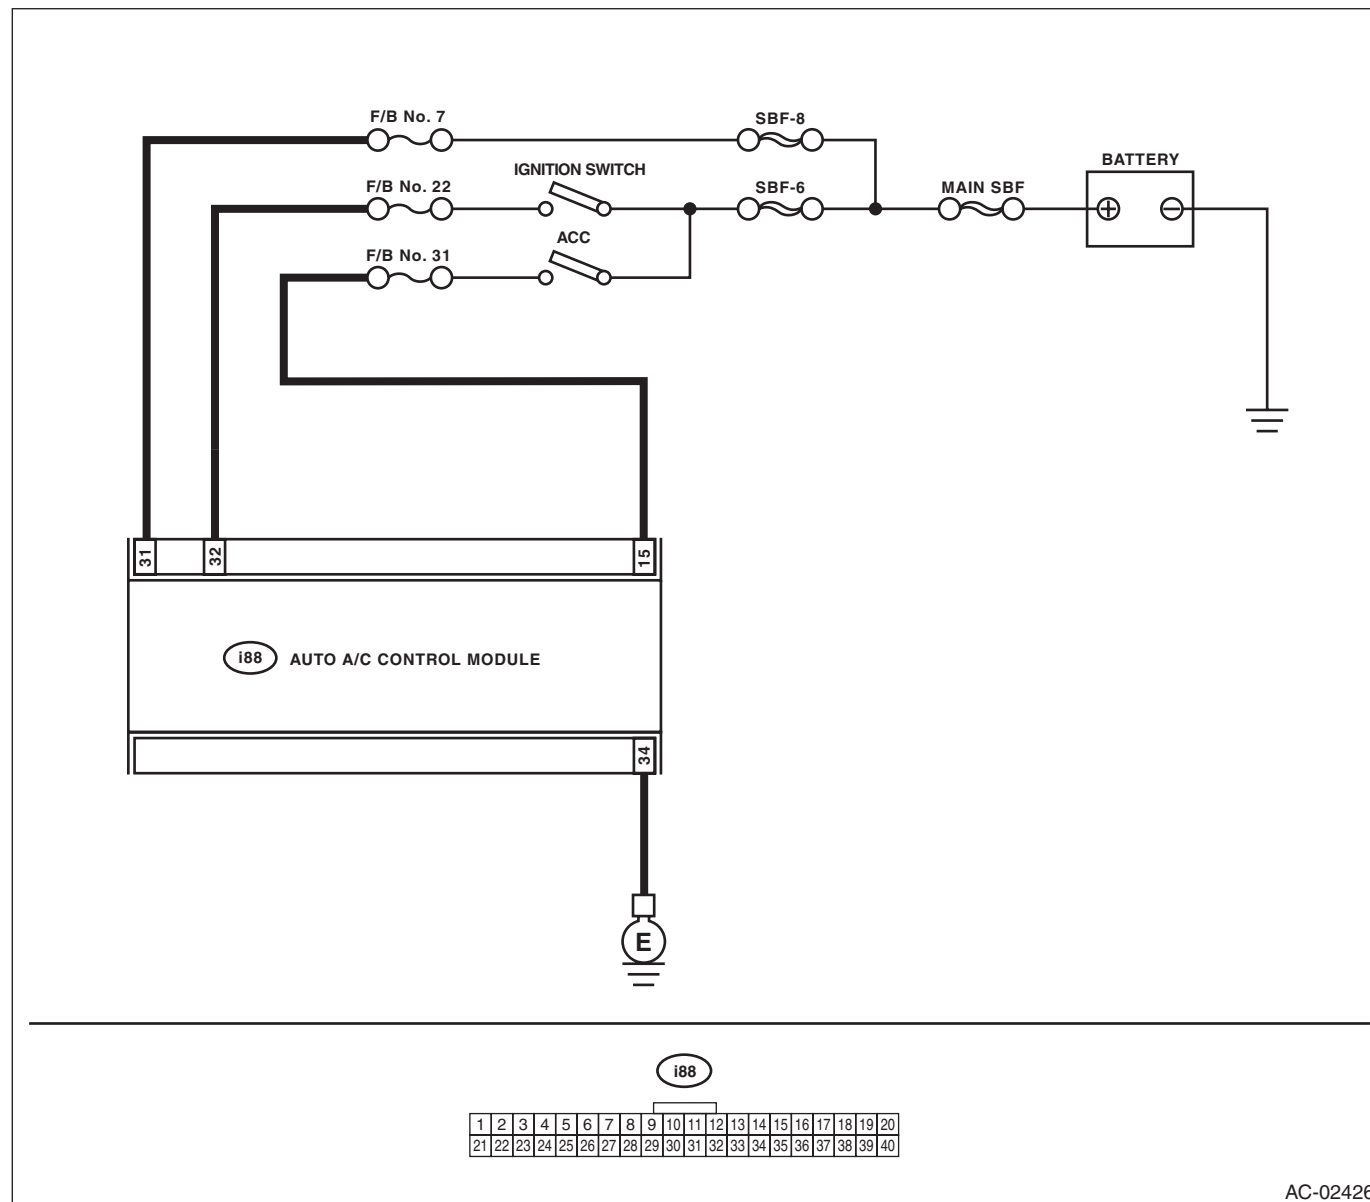 F/B No. 7
SBF-8
IGNITION SWITCH
BATTERY
F/B No. 22
SBF-6
MAIN SBF
ACC
F/B No. 31
31
32
15
i88 AUTO A/C CONTROL MODULE
34
E
i88
1 2 3 4 5 6 7 8 9 10 11 12 13 14 15 16 17 18 19 20
21 22 23 24 25 26 27 28 29 30 31 32 33 34 35 36 37 38 39 40
AC-02426